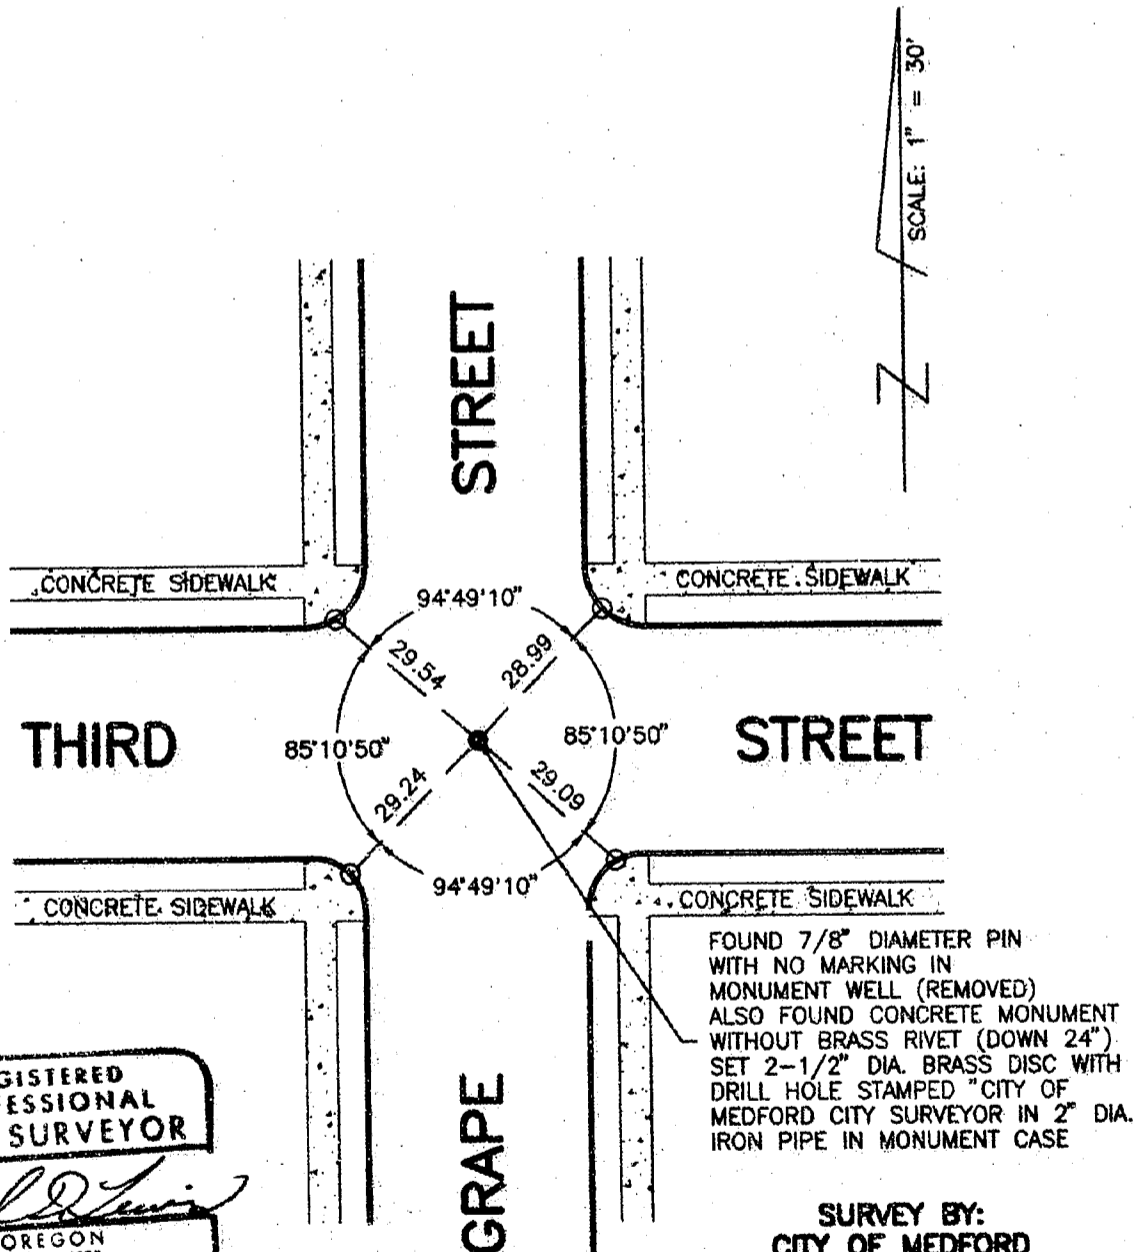 SCALE: 1" = 30'
N
STREET
CONCRETE SIDEWALK
CONCRETE SIDEWALK
94°49'10"
29.54
28.99
THIRD
85°10'50"
85°10'50"
STREET
29.24
29.09
94°49'10"
CONCRETE SIDEWALK
CONCRETE SIDEWALK
FOUND 7/8" DIAMETER PIN
WITH NO MARKING IN
MONUMENT WELL (REMOVED)
ALSO FOUND CONCRETE MONUMENT
WITHOUT BRASS RIVET (DOWN 24")
SET 2-1/2" DIA. BRASS DISC WITH
DRILL HOLE STAMPED "CITY OF
MEDFORD CITY SURVEYOR IN 2" DIA.
IRON PIPE IN MONUMENT CASE
GRAPE
GISTERED
ESSIONAL
SURVEYOR
OREGON
SURVEY BY:
CITY OF MEDFORD